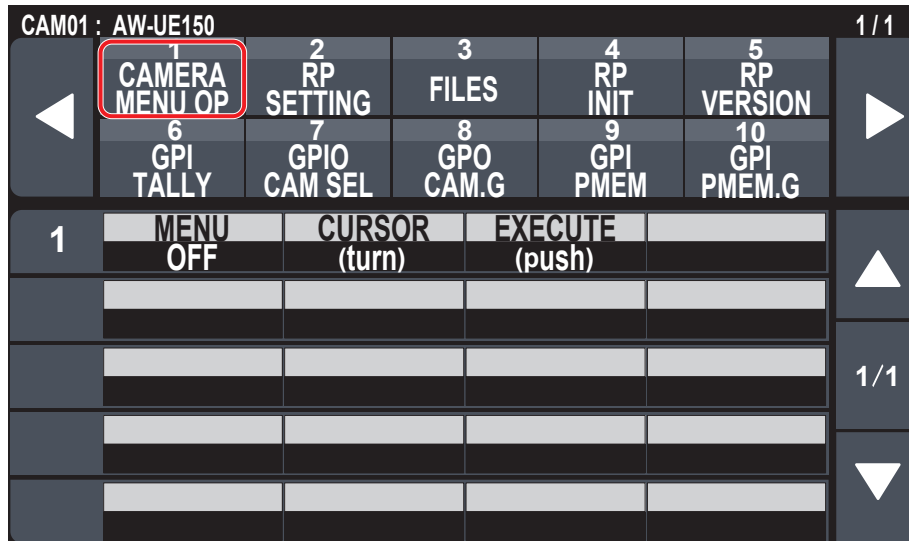 CAM01 : AW-UE150 1 / 1
1 2 3 4 5
CAMERA MENU OP
RP SETTING
FILES
RP INIT
RP VERSION
6 7 8 9 10
GPI TALLY
GPIO CAM SEL
GPO CAM.G
GPI PMEM
GPI PMEM.G
1 MENU CURSOR EXECUTE
OFF (turn) (push)
1/1